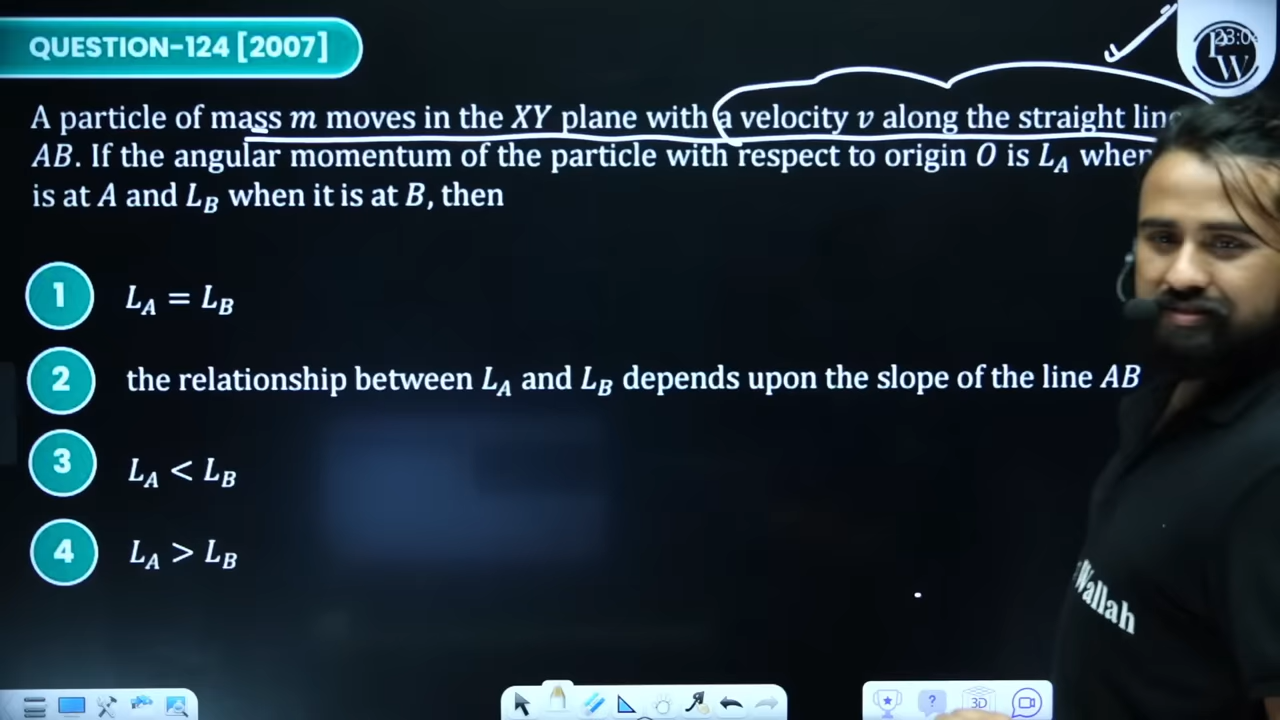 QUESTION-124 [2007]
A particle of mass m moves in the XY plane with a velocity v along the straight
AB. If the angular momentum of the particle with respect to origin O is L_A when
is at A and L_B when it is at B, then
1 L_A = L_B
2 the relationship between L_A and L_B depends upon the slope of the line AB
3 L_A < L_B
4 L_A > L_B
Wallah
3D